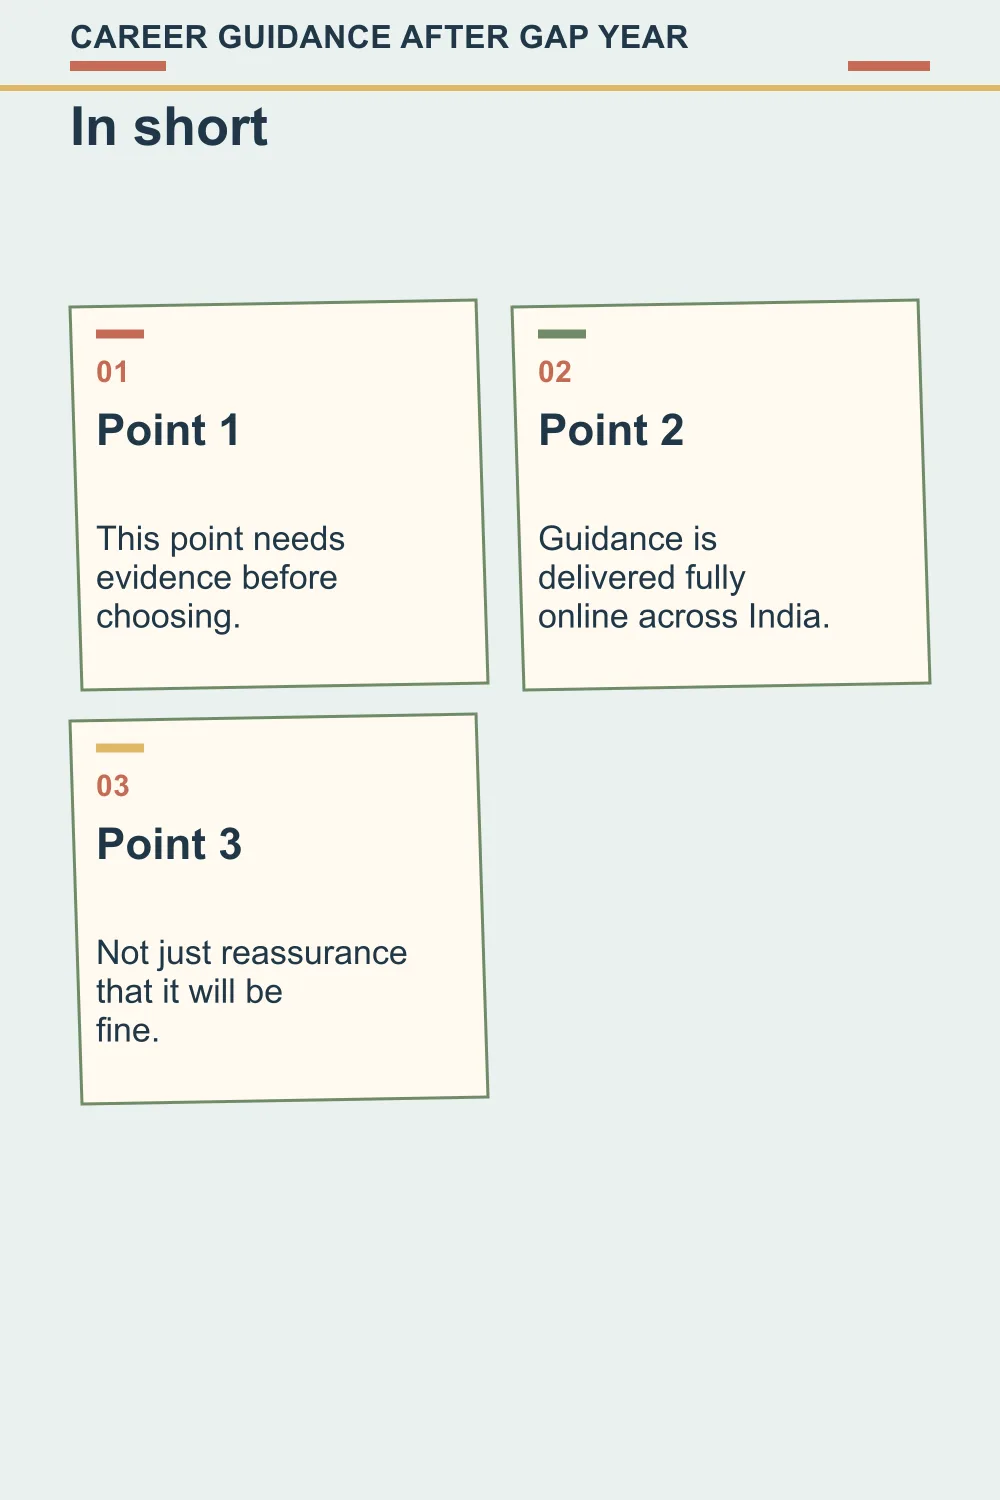 CAREER GUIDANCE AFTER GAP YEAR
In short
01
Point 1
This point needs
evidence before
choosing.
02
Point 2
Guidance is
delivered fully
online across India.
03
Point 3
Not just reassurance
that it will be
fine.